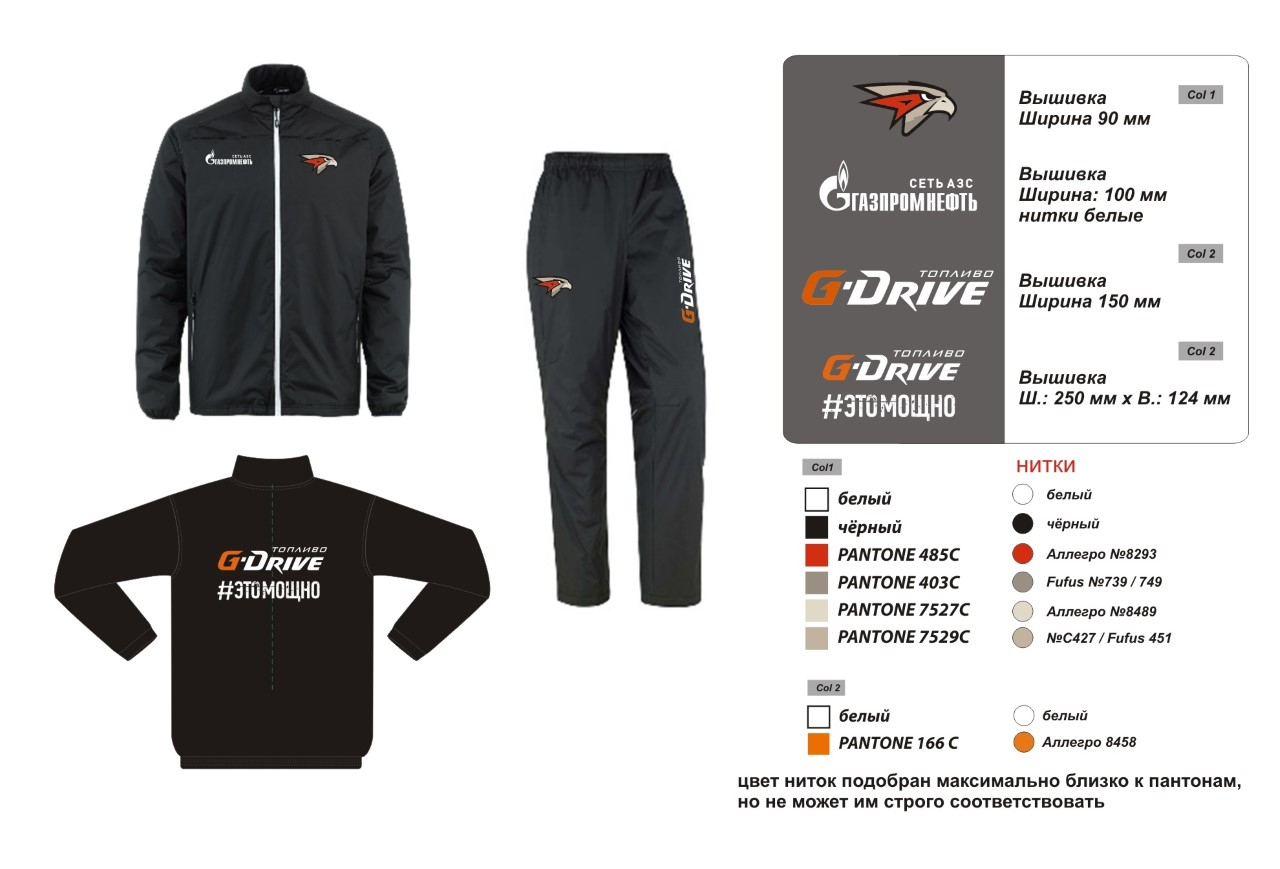 СЕТЬ АЗС
ГАЗПРОМНЕФТЬ
ТОПЛИВО
G-DRIVE
ТОПЛИВО
G-DRIVE
#ЭТОМОЩНО
Вышивка
Ширина 90 мм
Col 1
СЕТЬ АЗС
ГАЗПРОМНЕФТЬ
Вышивка
Ширина: 100 мм
нитки белые
ТОПЛИВО
G-DRIVE
Col 2
Вышивка
Ширина 150 мм
ТОПЛИВО
G-DRIVE
#ЭТОМОЩНО
Col 2
Вышивка
Ш.: 250 мм х В.: 124 мм
Col1
НИТКИ
белый
белый
чёрный
чёрный
PANTONE 485C
Аллегро №8293
PANTONE 403C
Fufus №739 / 749
PANTONE 7527C
Аллегро №8489
PANTONE 7529C
№C427 / Fufus 451
Col 2
белый
белый
PANTONE 166 C
Аллегро 8458
цвет ниток подобран максимально близко к пантонам,
но не может им строго соответствовать